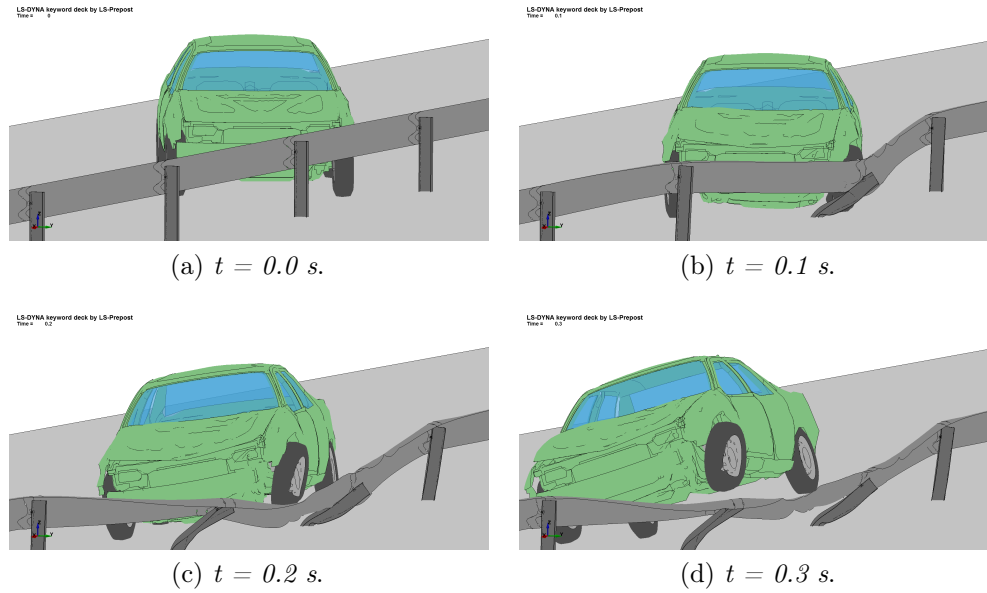 LS-DYNA keyword deck by LS-Prepost
Time = 0
LS-DYNA keyword deck by LS-Prepost
Time = 0.1
(a) t = 0.0 s.
(b) t = 0.1 s.
LS-DYNA keyword deck by LS-Prepost
Time = 0.2
LS-DYNA keyword deck by LS-Prepost
Time = 0.3
(c) t = 0.2 s.
(d) t = 0.3 s.